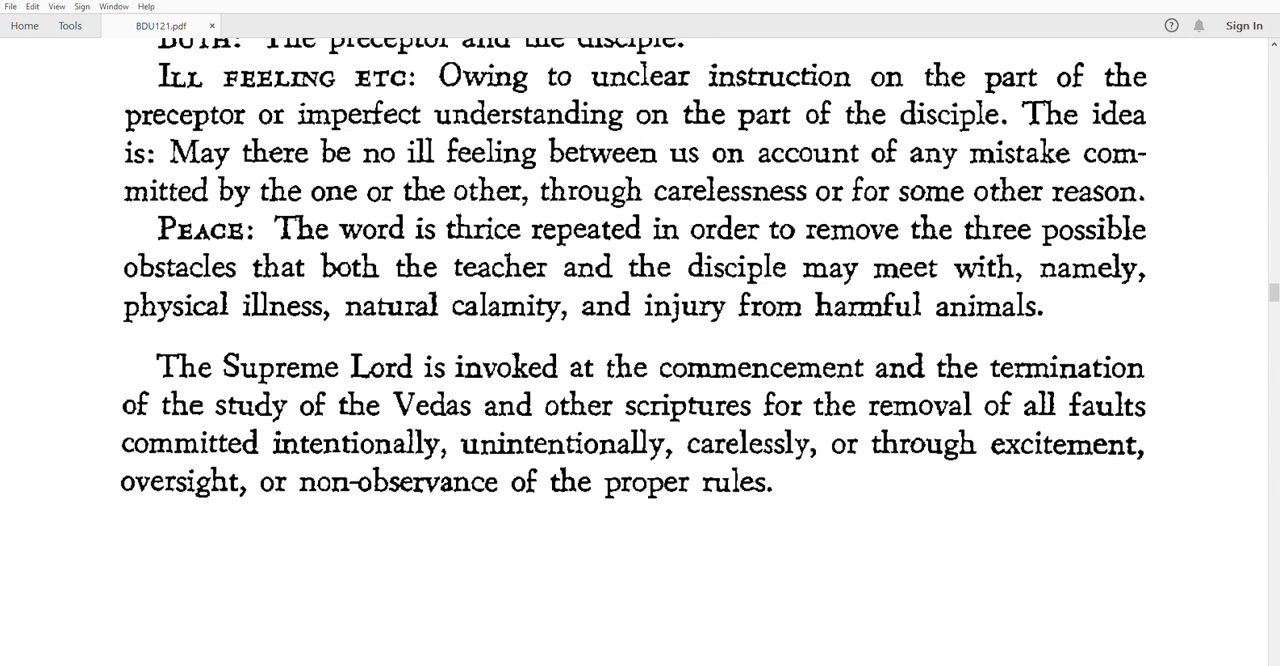 File Edit View Sign Window Help
Home Tools BDU121.pdf × ? Sign In
BOTH: The preceptor and the disciple.
ILL FEELING ETC: Owing to unclear instruction on the part of the
preceptor or imperfect understanding on the part of the disciple. The idea
is: May there be no ill feeling between us on account of any mistake com-
mitted by the one or the other, through carelessness or for some other reason.
PEACE: The word is thrice repeated in order to remove the three possible
obstacles that both the teacher and the disciple may meet with, namely,
physical illness, natural calamity, and injury from harmful animals.
The Supreme Lord is invoked at the commencement and the termination
of the study of the Vedas and other scriptures for the removal of all faults
committed intentionally, unintentionally, carelessly, or through excitement,
oversight, or non-observance of the proper rules.